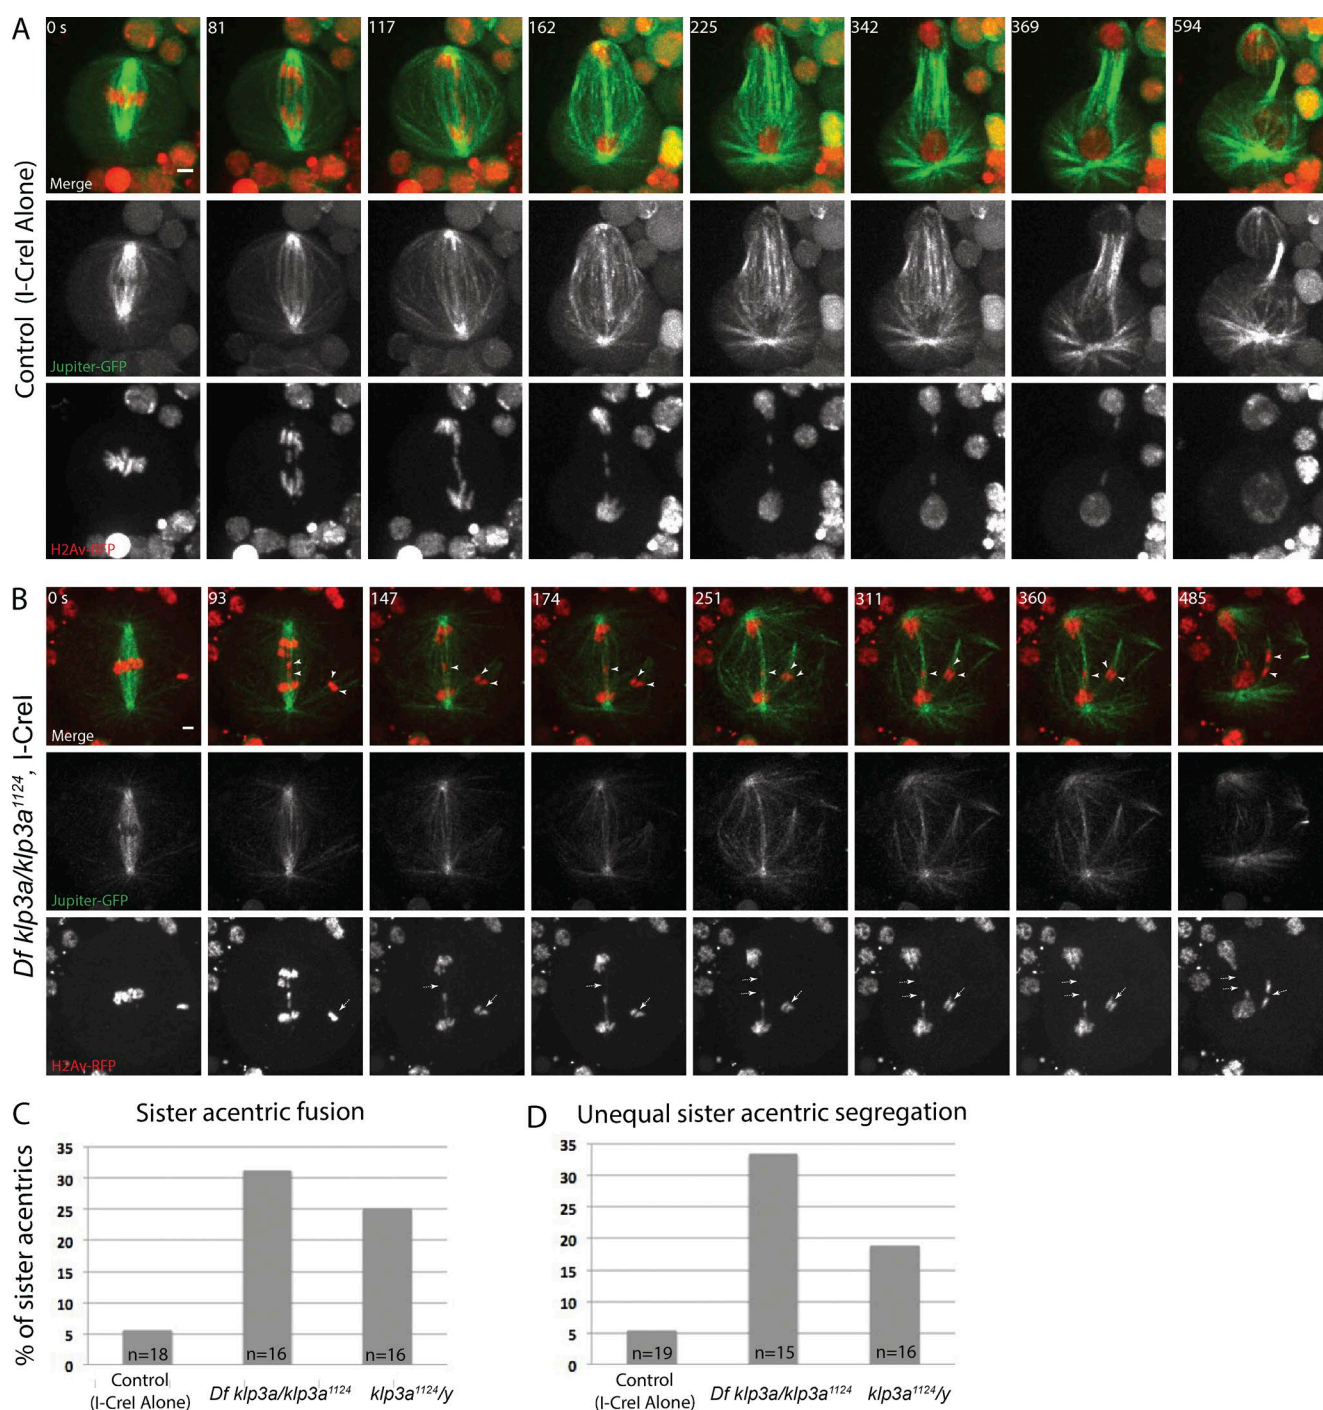 A
Control (I-CreI Alone)
0 s
81
117
162
225
342
369
594
Merge
Jupiter-GFP
H2Av-RFP
B
Df klp3a/klp3a¹¹²⁴, I-CreI
0 s
93
147
174
251
311
360
485
Merge
Jupiter-GFP
H2Av-RFP
C
Sister acentric fusion
% of sister acentrics
35
30
25
20
15
10
5
0
n=18
n=16
n=16
Control
(I-CreI Alone)
Df klp3a/klp3a¹¹²⁴
klp3a¹¹²⁴/y
D
Unequal sister acentric segregation
35
30
25
20
15
10
5
0
n=19
n=15
n=16
Control
(I-CreI Alone)
Df klp3a/klp3a¹¹²⁴
klp3a¹¹²⁴/y